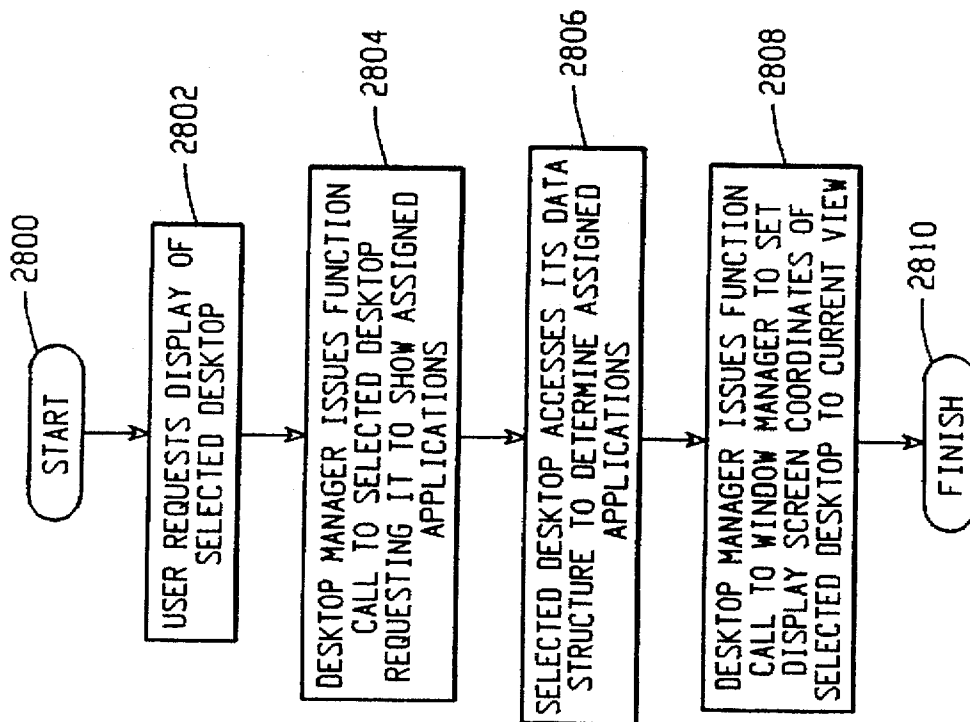 2800
START
2802
USER REQUESTS DISPLAY OF
SELECTED DESKTOP
2804
DESKTOP MANAGER ISSUES FUNCTION
CALL TO SELECTED DESKTOP
REQUESTING IT TO SHOW ASSIGNED
APPLICATIONS
2806
SELECTED DESKTOP ACCESSES ITS DATA
STRUCTURE TO DETERMINE ASSIGNED
APPLICATIONS
2808
DESKTOP MANAGER ISSUES FUNCTION
CALL TO WINDOW MANAGER TO SET
DISPLAY SCREEN COORDINATES OF
SELECTED DESKTOP TO CURRENT VIEW
2810
FINISH